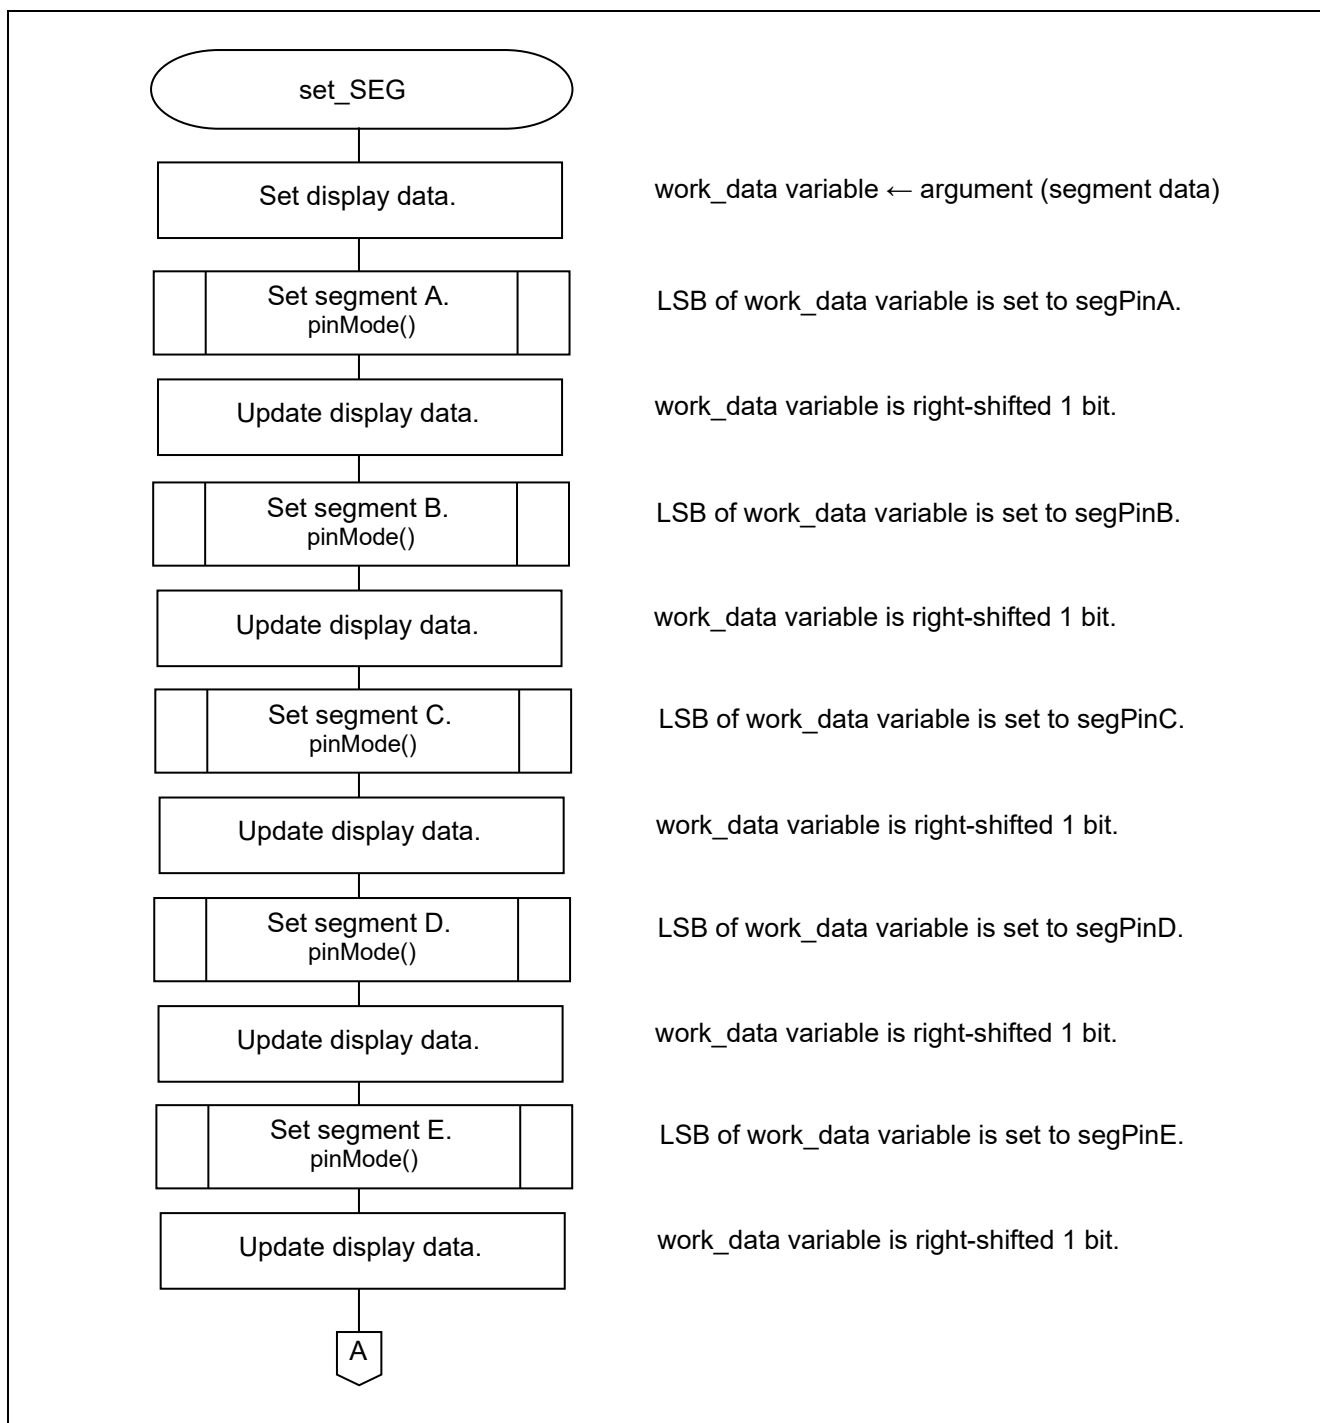 set_SEG
Set display data.
work_data variable ← argument (segment data)
Set segment A.
pinMode()
LSB of work_data variable is set to segPinA.
Update display data.
work_data variable is right-shifted 1 bit.
Set segment B.
pinMode()
LSB of work_data variable is set to segPinB.
Update display data.
work_data variable is right-shifted 1 bit.
Set segment C.
pinMode()
LSB of work_data variable is set to segPinC.
Update display data.
work_data variable is right-shifted 1 bit.
Set segment D.
pinMode()
LSB of work_data variable is set to segPinD.
Update display data.
work_data variable is right-shifted 1 bit.
Set segment E.
pinMode()
LSB of work_data variable is set to segPinE.
Update display data.
work_data variable is right-shifted 1 bit.
A